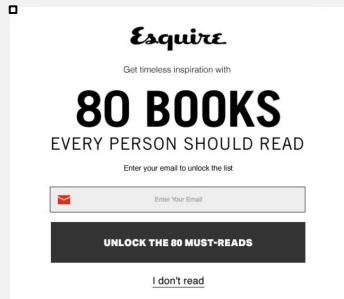 Esquire
Get timeless inspiration with
80 BOOKS
EVERY PERSON SHOULD READ
Enter your email to unlock the list
Enter Your Email
UNLOCK THE 80 MUST-READS
I don't read